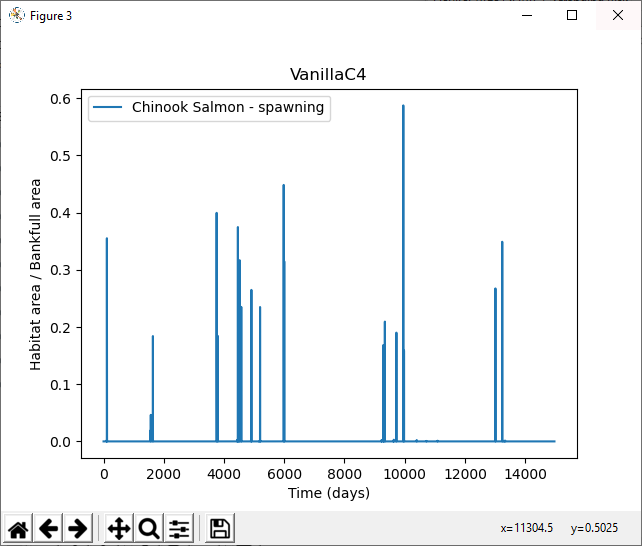 Figure 3
VanillaC4
Chinook Salmon - spawning
Habitat area / Bankfull area
0.6
0.5
0.4
0.3
0.2
0.1
0.0
0 2000 4000 6000 8000 10000 12000 14000
Time (days)
x=11304.5 y=0.5025